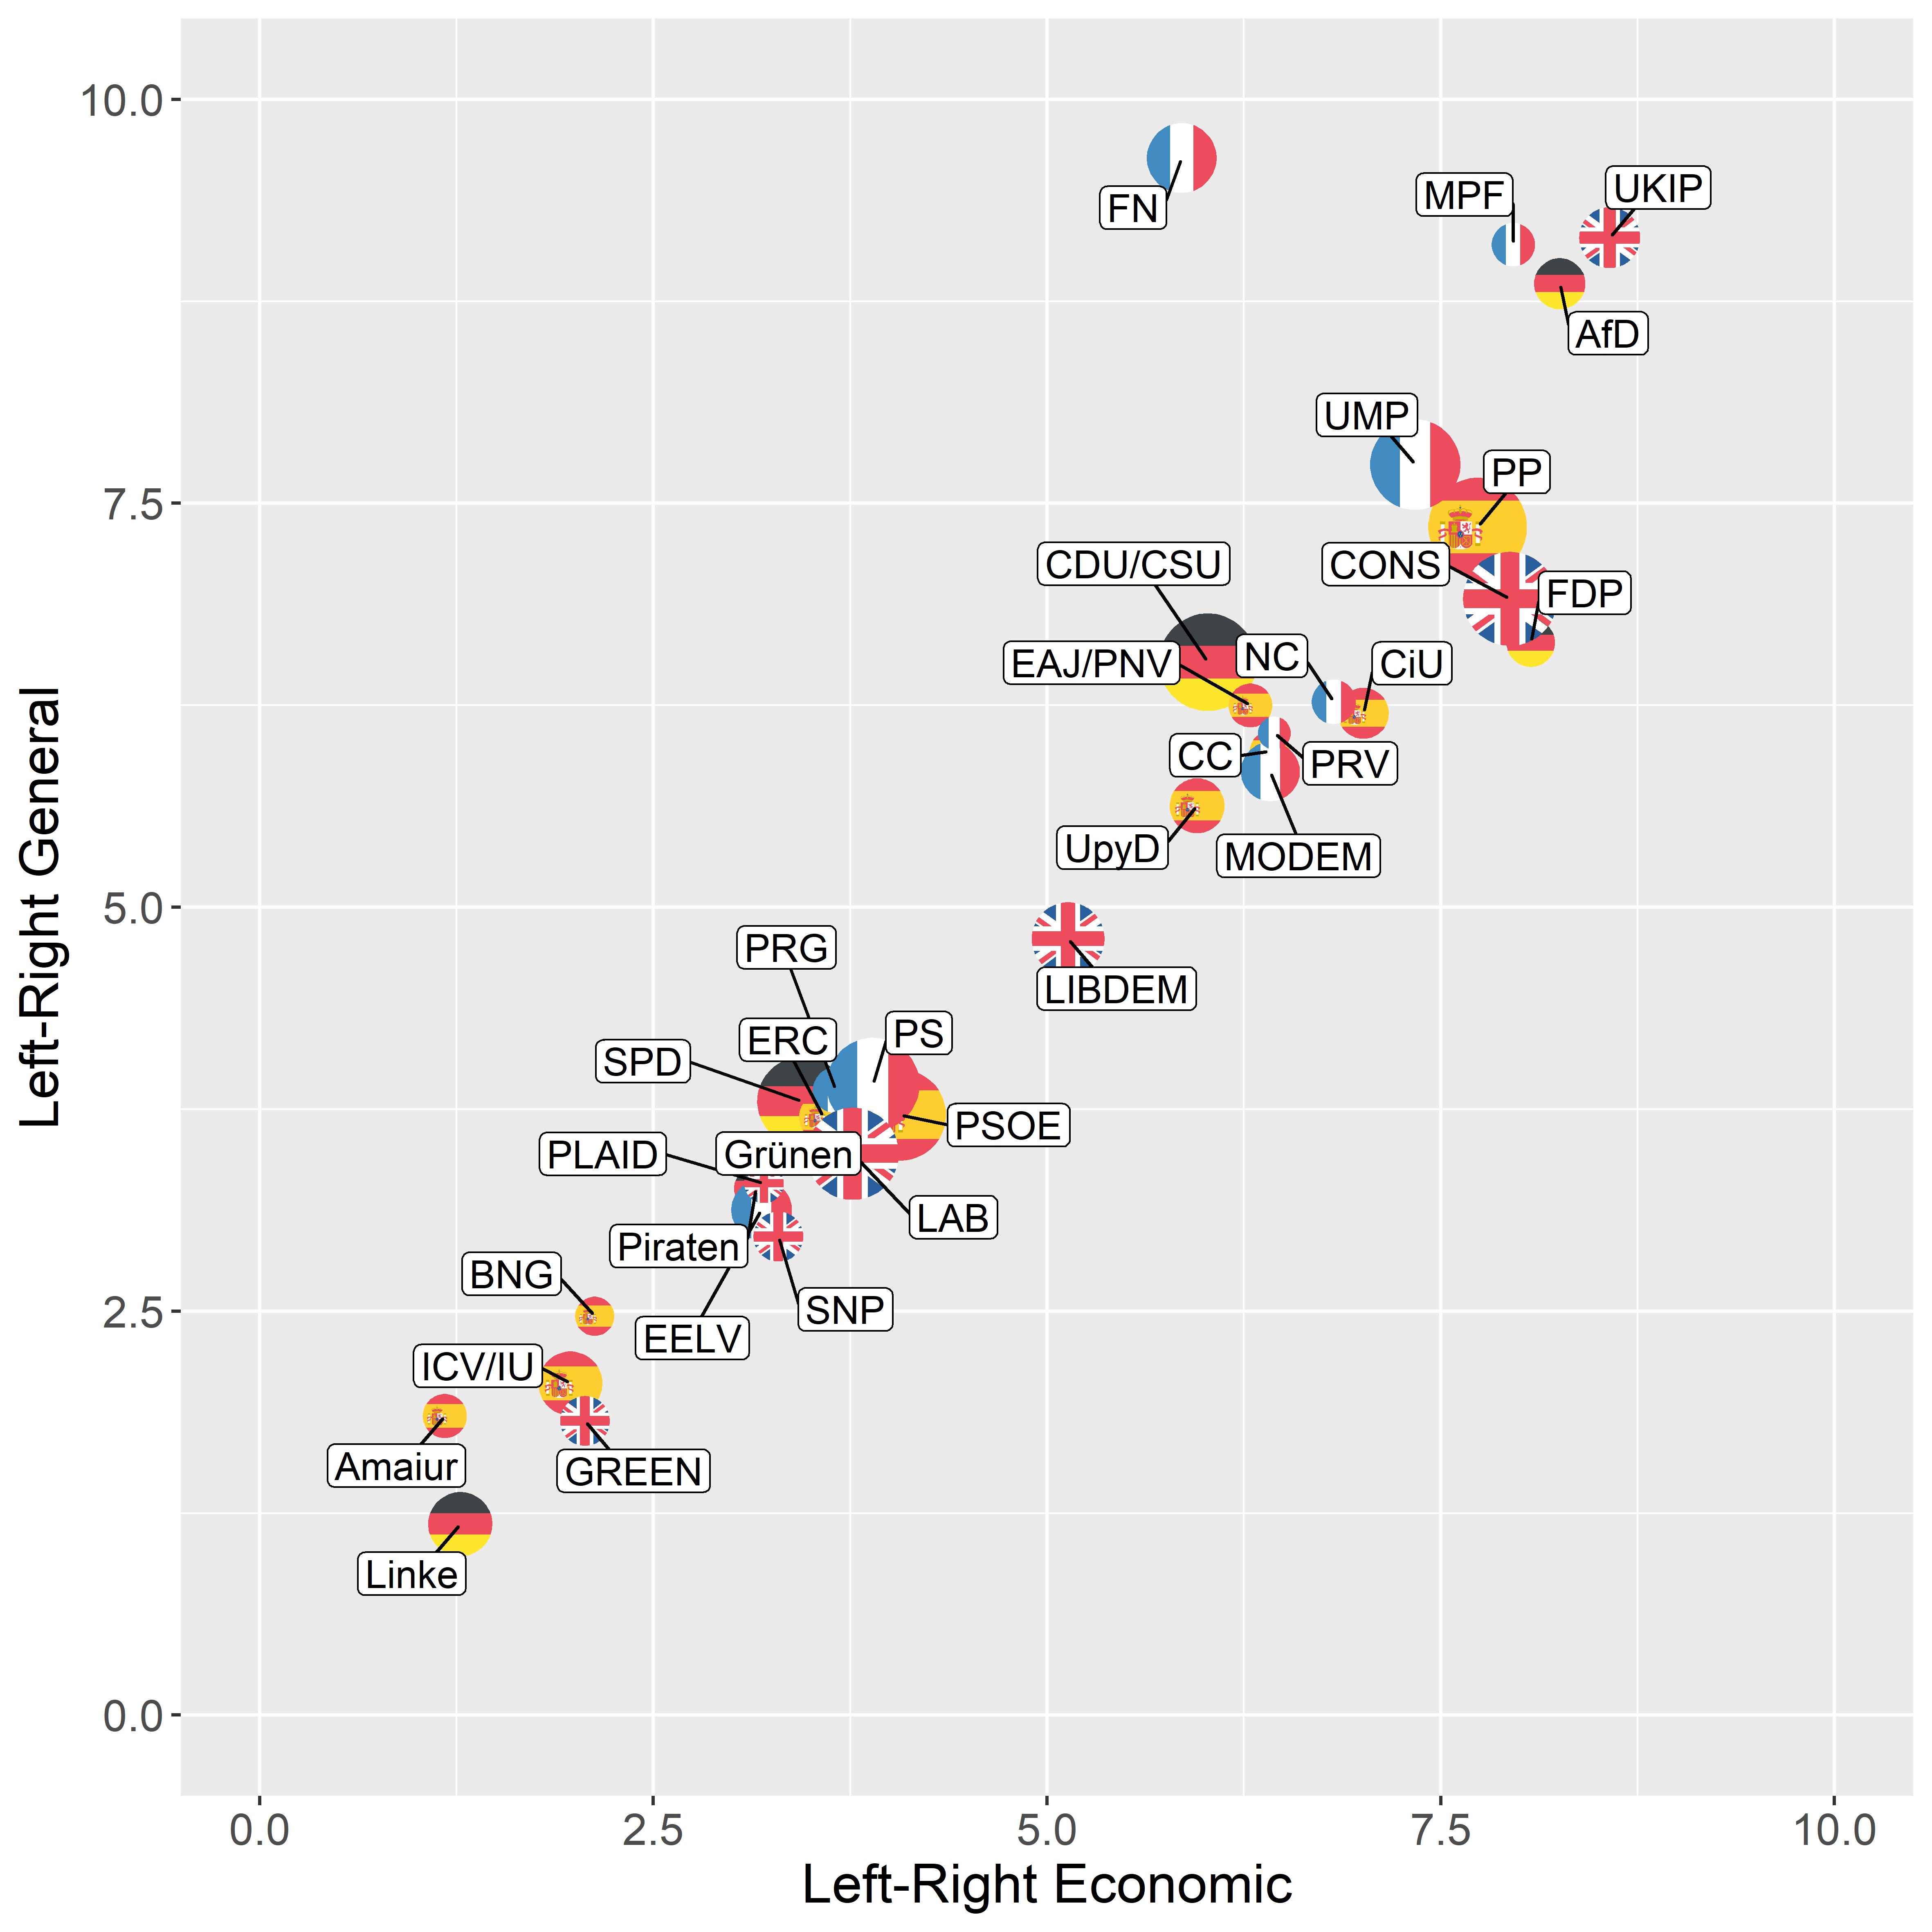 10.0
7.5
5.0
2.5
0.0
Left-Right General
FN
MPF
UKIP
AfD
UMP
PP
CDU/CSU
CONS
FDP
EAJ/PNV
NC
CiU
CC
PRV
UpyD
MODEM
PRG
LIBDEM
ERC
PS
SPD
PSOE
PLAID
Grünen
LAB
Piraten
BNG
SNP
EELV
ICV/IU
Amaiur
GREEN
Linke
0.0
2.5
5.0
7.5
10.0
Left-Right Economic